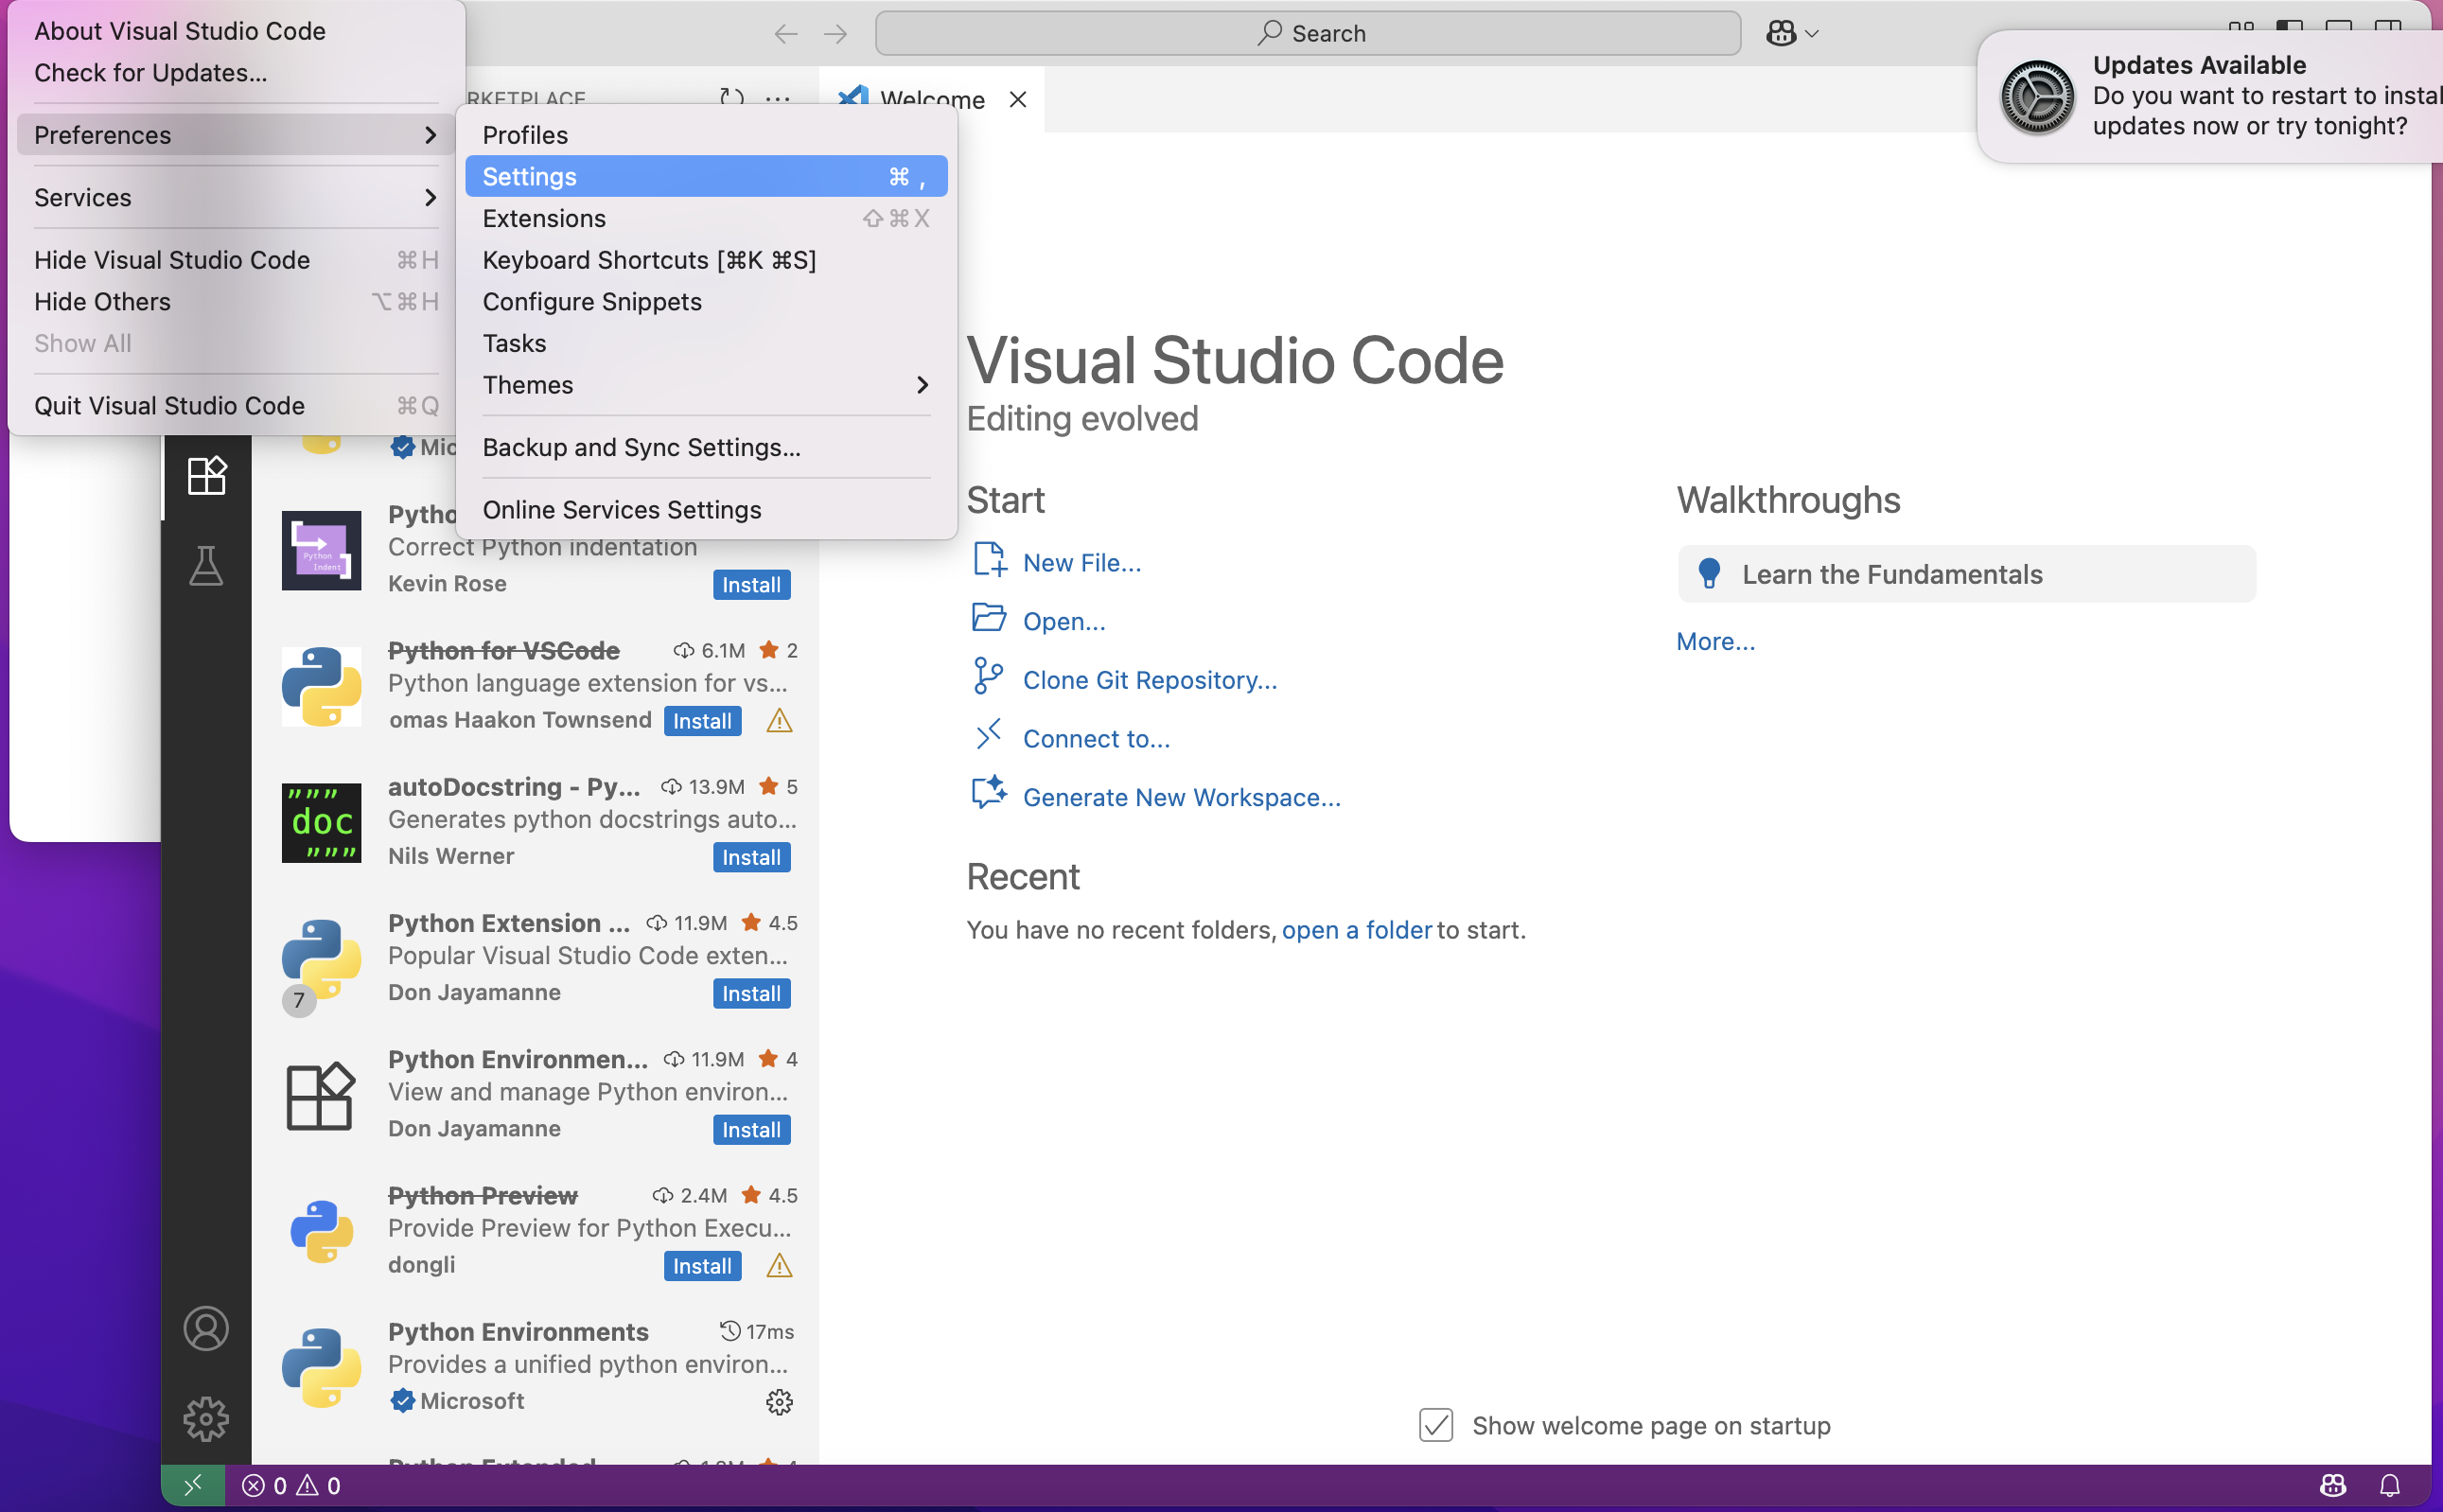 About Visual Studio Code
Check for Updates...
Preferences
Services
Hide Visual Studio Code ⌘H
Hide Others ⌥⌘H
Show All
Quit Visual Studio Code ⌘Q
Profiles
Settings ⌘ ,
Extensions ⇧⌘X
Keyboard Shortcuts [⌘K ⌘S]
Configure Snippets
Tasks
Themes
Backup and Sync Settings...
Online Services Settings
Search
Welcome
Updates Available
Do you want to restart to instal
updates now or try tonight?
RKETPLACE
Mic
Pytho
Correct Python indentation
Kevin Rose Install
Python for VSCode 6.1M 2
Python language extension for vs...
omas Haakon Townsend Install
""" doc """
autoDocstring - Py... 13.9M 5
Generates python docstrings auto...
Nils Werner Install
Python Extension ... 11.9M 4.5
Popular Visual Studio Code exten...
7
Don Jayamanne Install
Python Environmen... 11.9M 4
View and manage Python environ...
Don Jayamanne Install
Python Preview 2.4M 4.5
Provide Preview for Python Execu...
dongli Install
Python Environments 17ms
Provides a unified python environ...
Microsoft
Python Extended
Python
Indent
Visual Studio Code
Editing evolved
Start
New File...
Open...
Clone Git Repository...
Connect to...
Generate New Workspace...
Recent
You have no recent folders, open a folder to start.
Walkthroughs
Learn the Fundamentals
More...
Show welcome page on startup
0 0